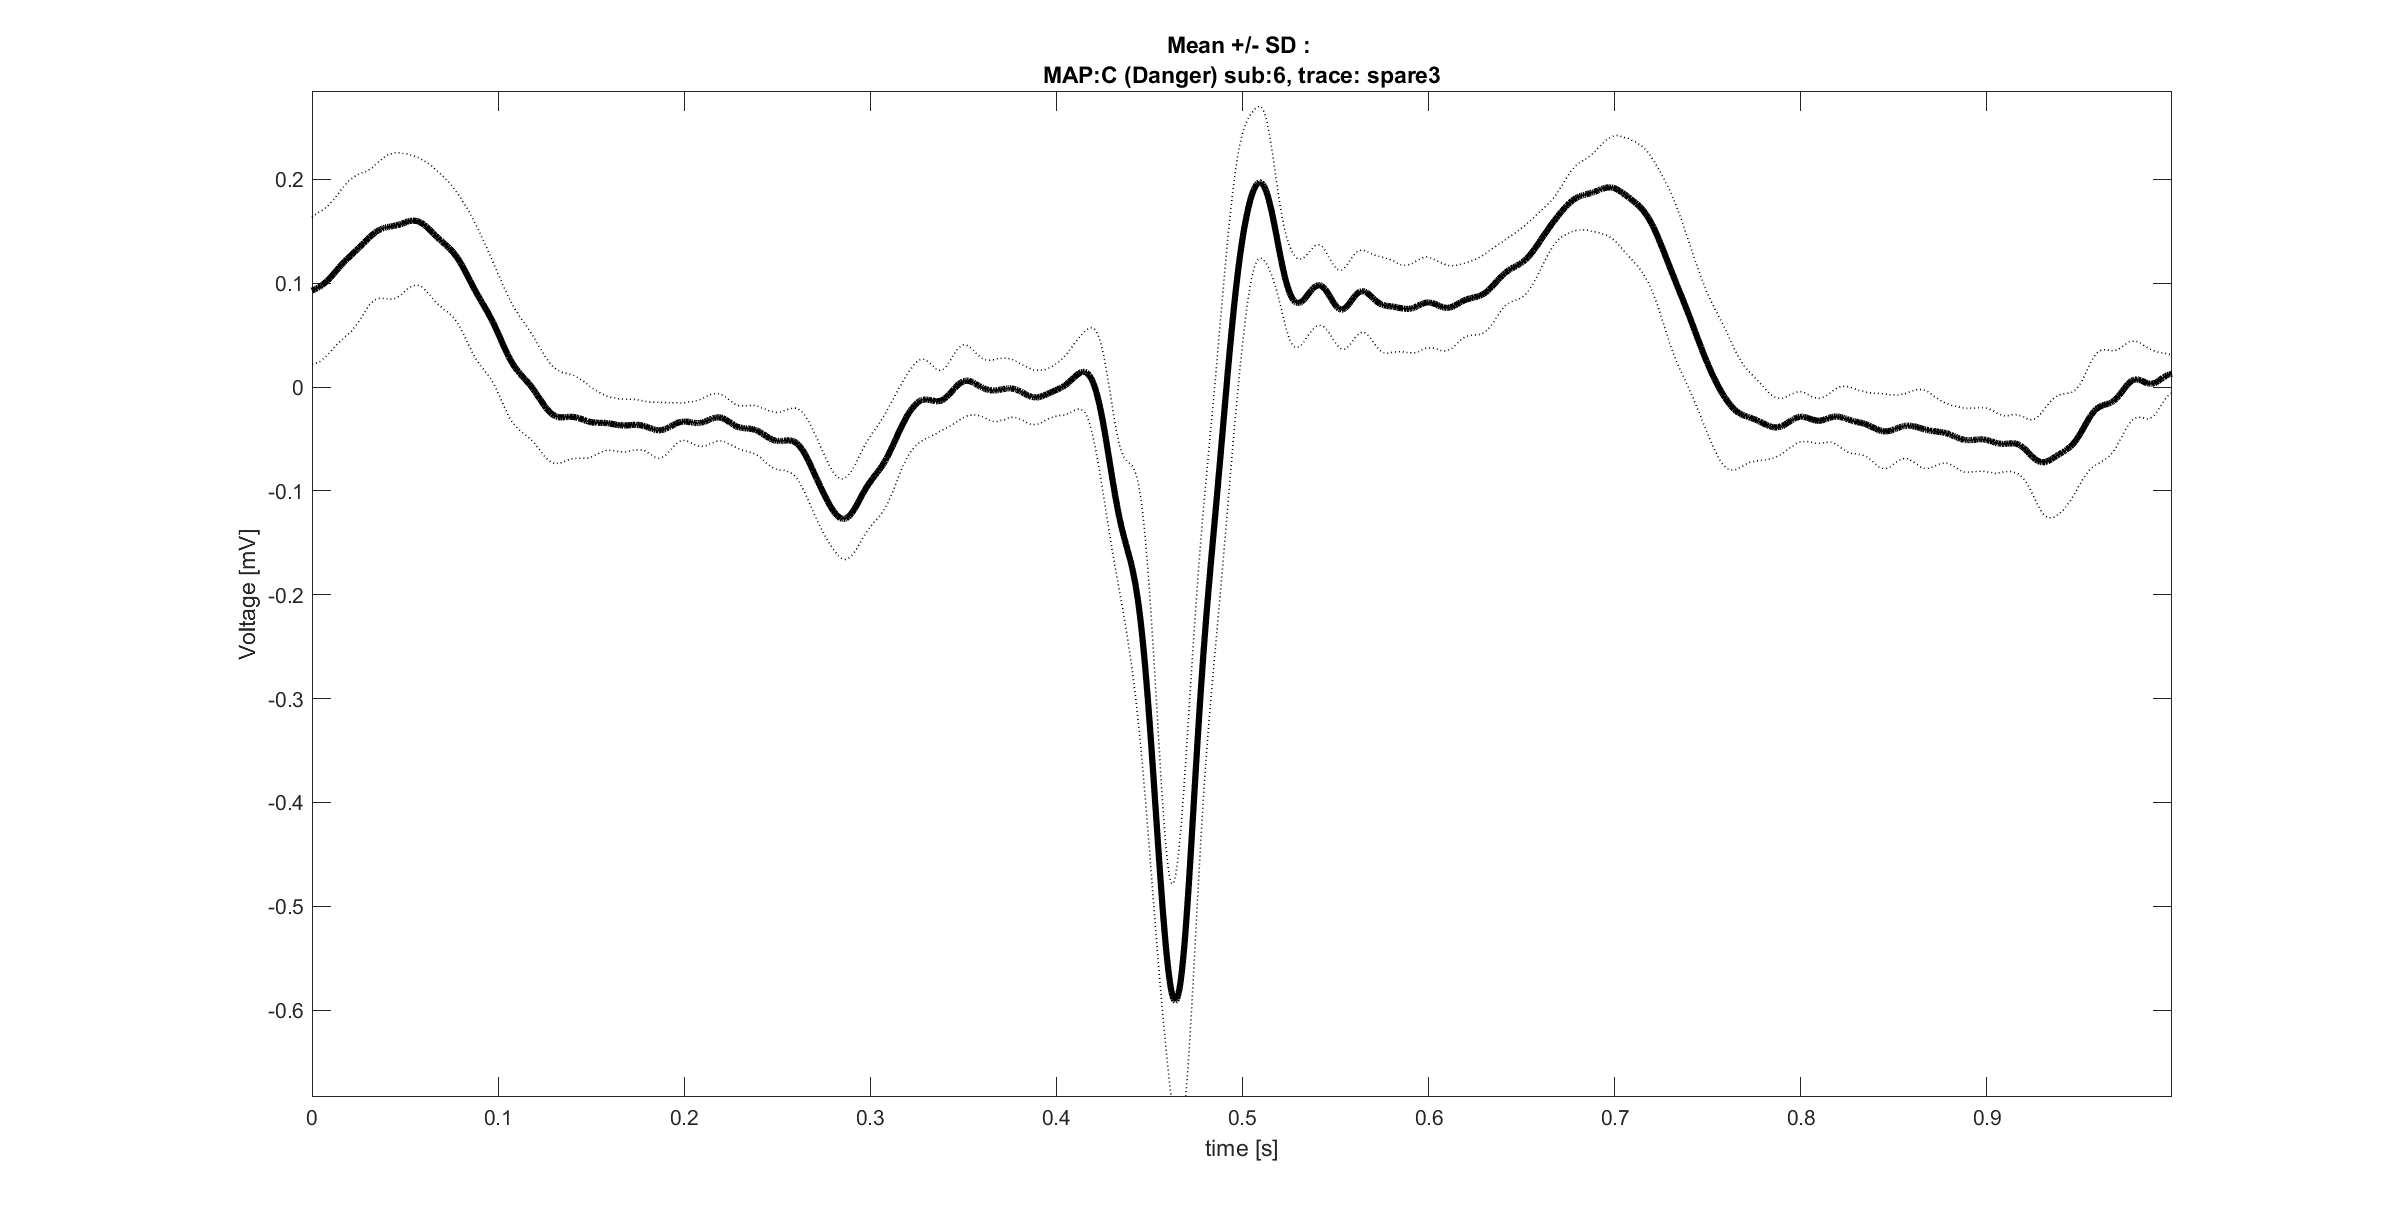 Mean +/- SD :
MAP:C (Danger) sub:6, trace: spare3
0.2
0.1
0
-0.1
-0.2
-0.3
-0.4
-0.5
-0.6
Voltage [mV]
0 0.1 0.2 0.3 0.4 0.5 0.6 0.7 0.8 0.9
time [s]